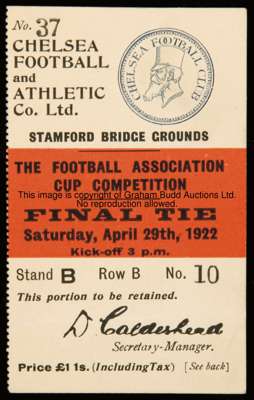 No. 37
CHELSEA
FOOTBALL
and
ATHLETIC
Co. Ltd.
CHELSEA FOOTBALL CLUB
STAMFORD BRIDGE GROUNDS
THE FOOTBALL ASSOCIATION
CUP COMPETITION
This image is copyright of Graham Budd Auctions Ltd
No reproduction allowed.
FINAL TIE
Saturday, April 29th, 1922
Kick-off 3 p.m.
Stand B Row B No. 10
This portion to be retained.
D Calderhead
Secretary-Manager.
Price £1 1s. (Including Tax) [See back]